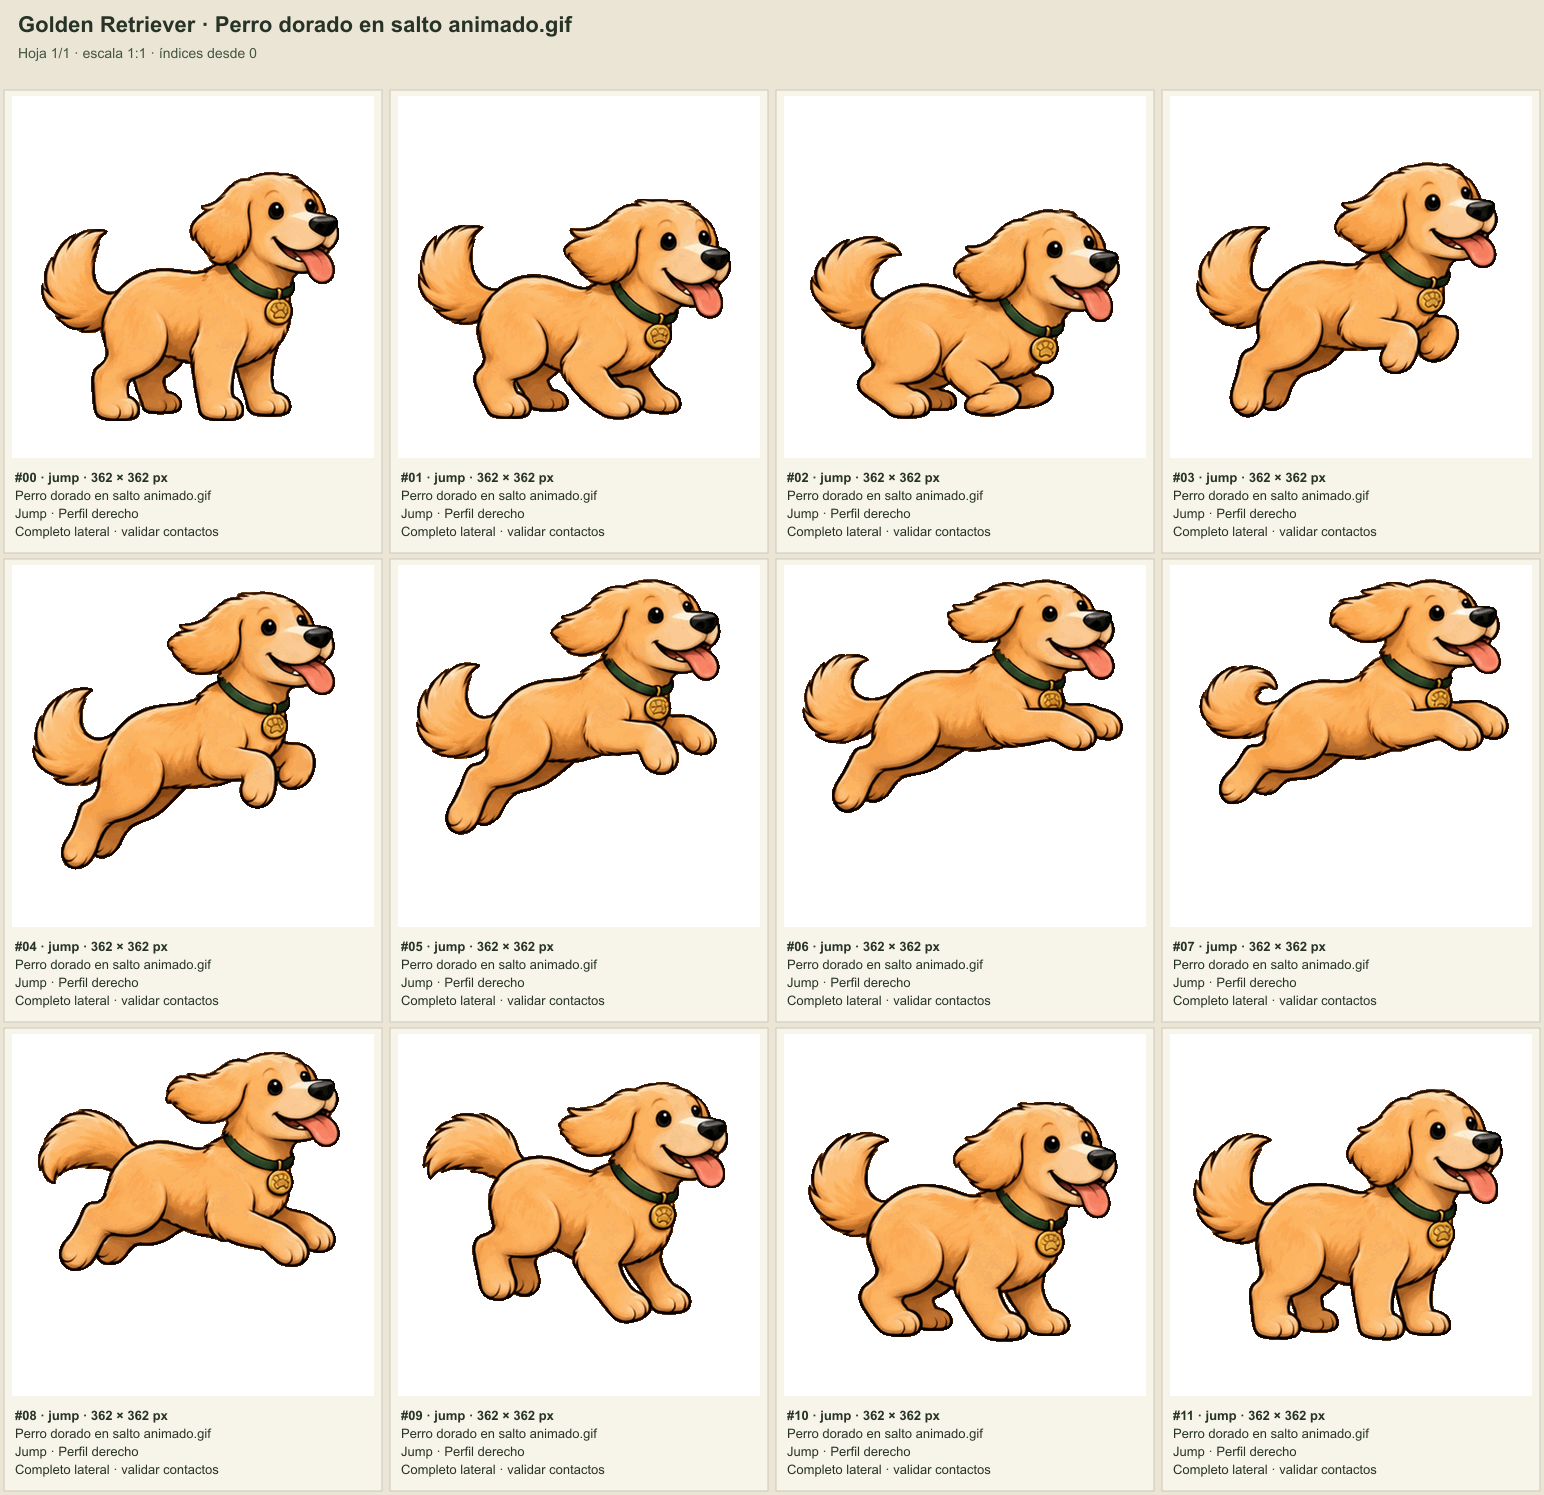 Golden Retriever · Perro dorado en salto animado.gif
Hoja 1/1 · escala 1:1 · índices desde 0
#00 · jump · 362 × 362 px
Perro dorado en salto animado.gif
Jump · Perfil derecho
Completo lateral · validar contactos
#01 · jump · 362 × 362 px
Perro dorado en salto animado.gif
Jump · Perfil derecho
Completo lateral · validar contactos
#02 · jump · 362 × 362 px
Perro dorado en salto animado.gif
Jump · Perfil derecho
Completo lateral · validar contactos
#03 · jump · 362 × 362 px
Perro dorado en salto animado.gif
Jump · Perfil derecho
Completo lateral · validar contactos
#04 · jump · 362 × 362 px
Perro dorado en salto animado.gif
Jump · Perfil derecho
Completo lateral · validar contactos
#05 · jump · 362 × 362 px
Perro dorado en salto animado.gif
Jump · Perfil derecho
Completo lateral · validar contactos
#06 · jump · 362 × 362 px
Perro dorado en salto animado.gif
Jump · Perfil derecho
Completo lateral · validar contactos
#07 · jump · 362 × 362 px
Perro dorado en salto animado.gif
Jump · Perfil derecho
Completo lateral · validar contactos
#08 · jump · 362 × 362 px
Perro dorado en salto animado.gif
Jump · Perfil derecho
Completo lateral · validar contactos
#09 · jump · 362 × 362 px
Perro dorado en salto animado.gif
Jump · Perfil derecho
Completo lateral · validar contactos
#10 · jump · 362 × 362 px
Perro dorado en salto animado.gif
Jump · Perfil derecho
Completo lateral · validar contactos
#11 · jump · 362 × 362 px
Perro dorado en salto animado.gif
Jump · Perfil derecho
Completo lateral · validar contactos